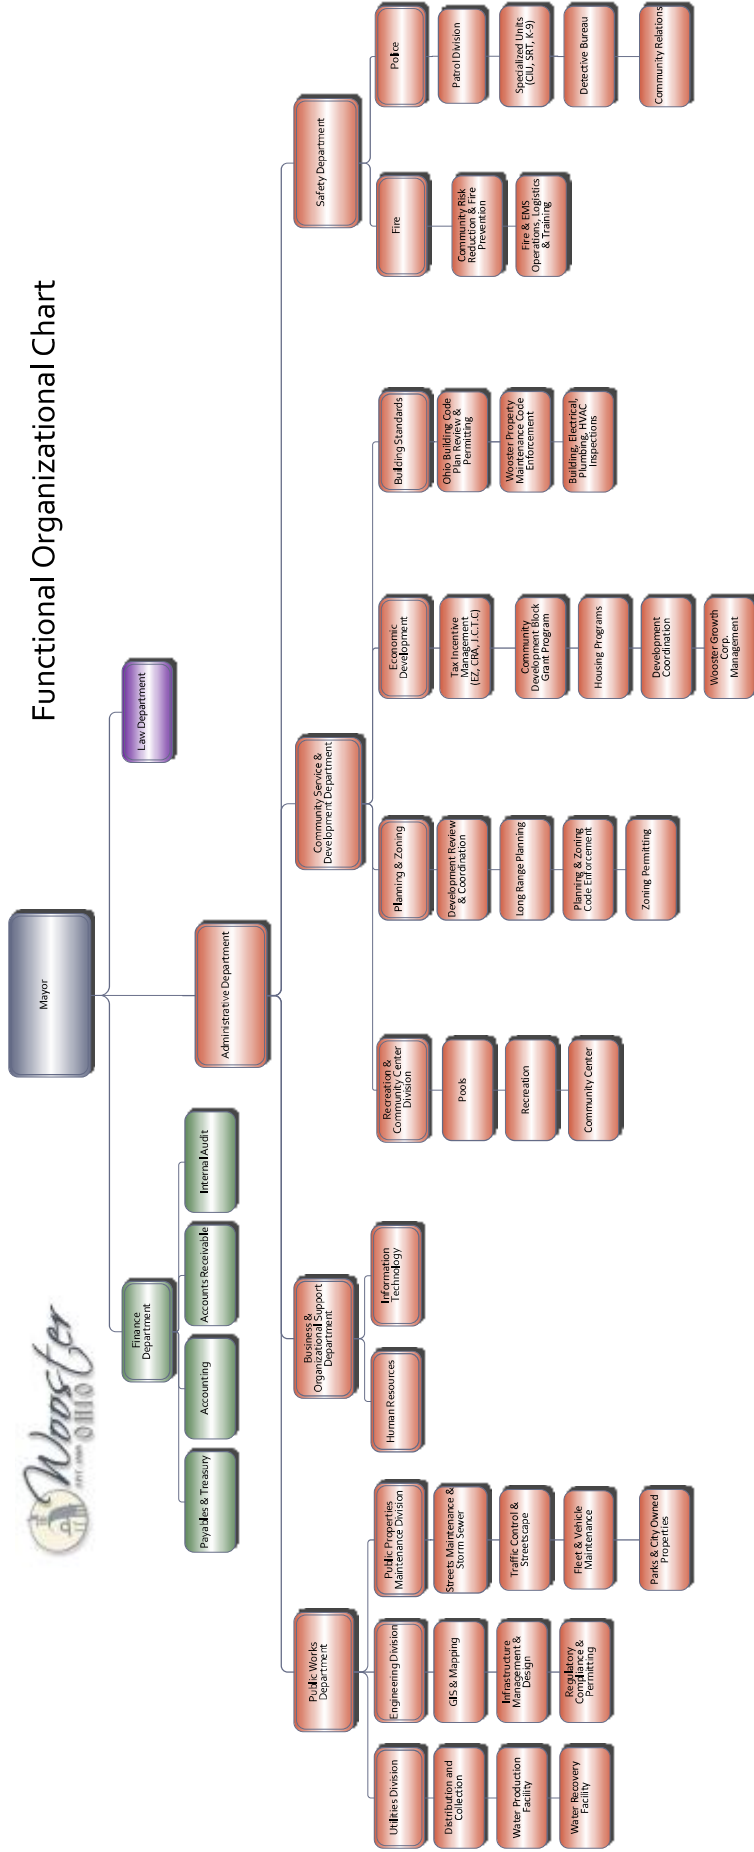 Wooster
OHIO
Functional Organizational Chart
Mayor
Finance
Department
Law Department
Payables & Treasury
Accounting
Accounts Receivable
Internal Audit
Administrative Department
Public Works
Department
Business &
Organizational Support
Department
Community Service &
Development Department
Safety Department
Utilities Division
Distribution and
Collection
Water Production
Facility
Water Recovery
Facility
Engineering Division
GIS & Mapping
Infrastructure
Management &
Design
Regulatory
Compliance &
Permitting
Public Properties
Maintenance Division
Streets Maintenance &
Storm Sewer
Traffic Control &
Streetscape
Fleet & Vehicle
Maintenance
Parks & City Owned
Properties
Human Resources
Information
Technology
Recreation &
Community Center
Division
Pools
Recreation
Community Center
Planning & Zoning
Development Review
& Coordination
Long Range Planning
Planning & Zoning
Code Enforcement
Zoning Permitting
Economic
Development
Tax Incentive
Management
(EZ, CRA, J.C.T.C)
Community
Development Block
Grant Program
Housing Programs
Development
Coordination
Wooster Growth
Corp.
Management
Building Standards
Ohio Building Code
Plan Review &
Permitting
Wooster Property
Maintenance Code
Enforcement
Building, Electrical,
Plumbing, HVAC
Inspections
Fire
Community Risk
Reduction & Fire
Prevention
Fire & EMS
Operations, Logistics
& Training
Police
Patrol Division
Specialized Units
(CIU, SRT, K-9)
Detective Bureau
Community Relations